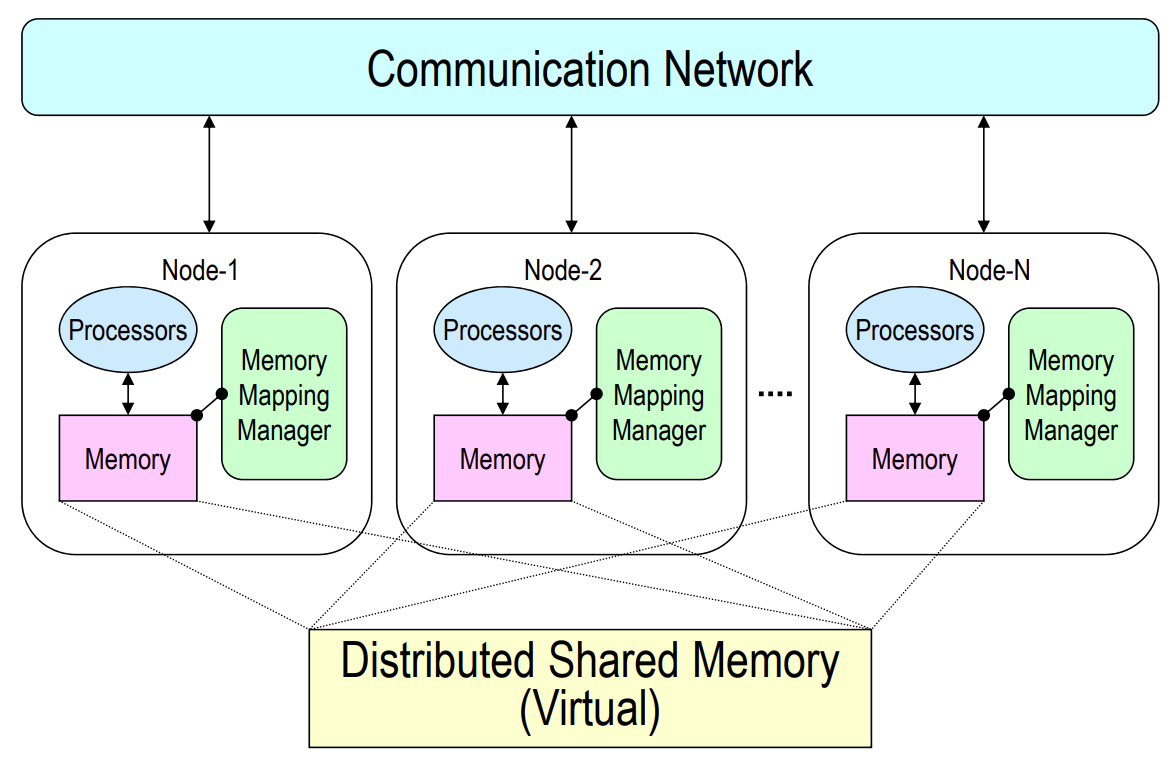 Communication Network
Node-1
Processors
Memory
Mapping
Manager
Memory
Node-2
Processors
Memory
Mapping
Manager
Memory
....
Node-N
Processors
Memory
Mapping
Manager
Memory
Distributed Shared Memory
(Virtual)